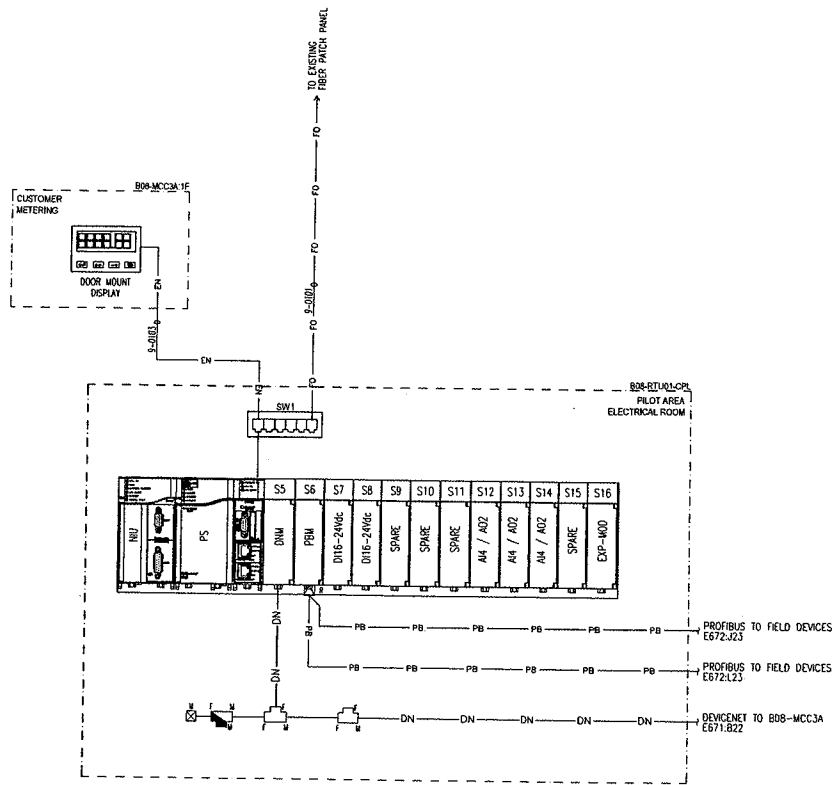 TO EXISTING
FIBER PATCH PANEL
FO
FO
FO
9-0101
FO
FO
B08-MCC3A:1F
CUSTOMER
METERING
DOOR MOUNT
DISPLAY
EN
9-0103
EN
EN
B08-RTU01-CPL
PILOT AREA
ELECTRICAL ROOM
SW1
S5 S6 S7 S8 S9 S10 S11 S12 S13 S14 S15 S16
NIU
PS
DNM
PBM
DI16-24Vdc
DI16-24Vdc
SPARE
SPARE
SPARE
AI4 / AO2
AI4 / AO2
AI4 / AO2
SPARE
EXP-MOD
DN
PB
PB PB PB PB PB
PROFIBUS TO FIELD DEVICES
E672:J23
PB PB PB PB PB PB
PROFIBUS TO FIELD DEVICES
E672:L23
DN
M F M F
M F M F M
DN DN DN DN DN
DEVICENET TO B08-MCC3A
E671:B22